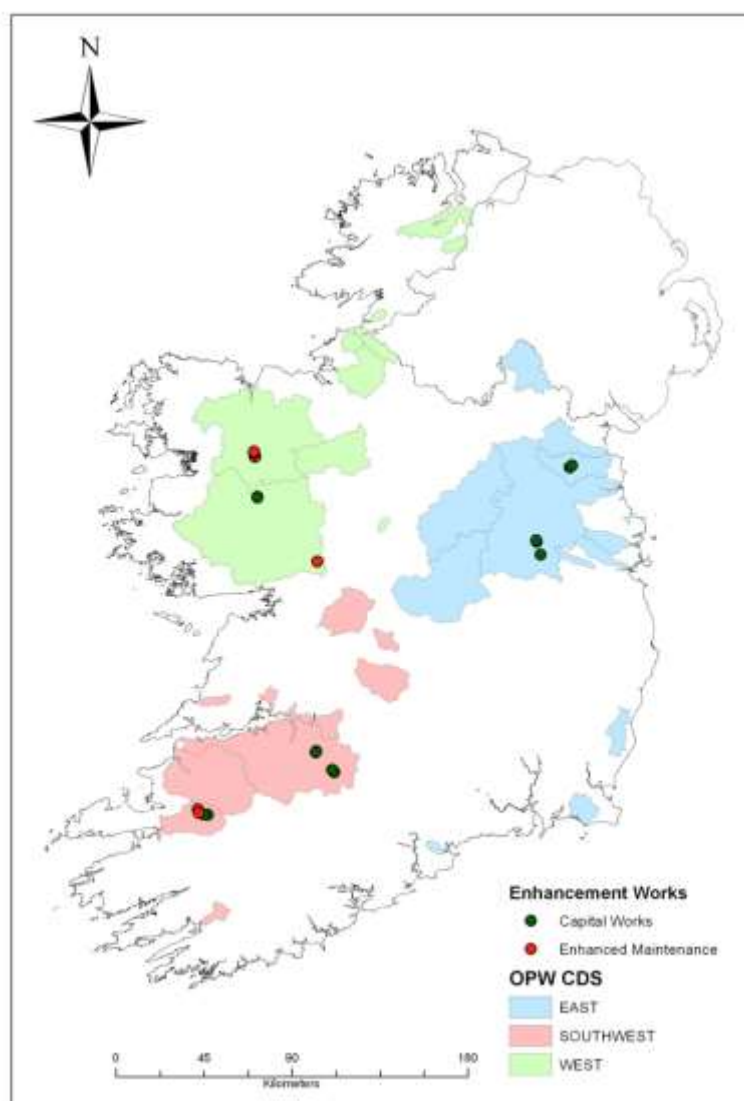 N
Enhancement Works
Capital Works
Enhanced Maintenance
OPW CDS
EAST
SOUTHWEST
WEST
0 45 90 180
Kilometers